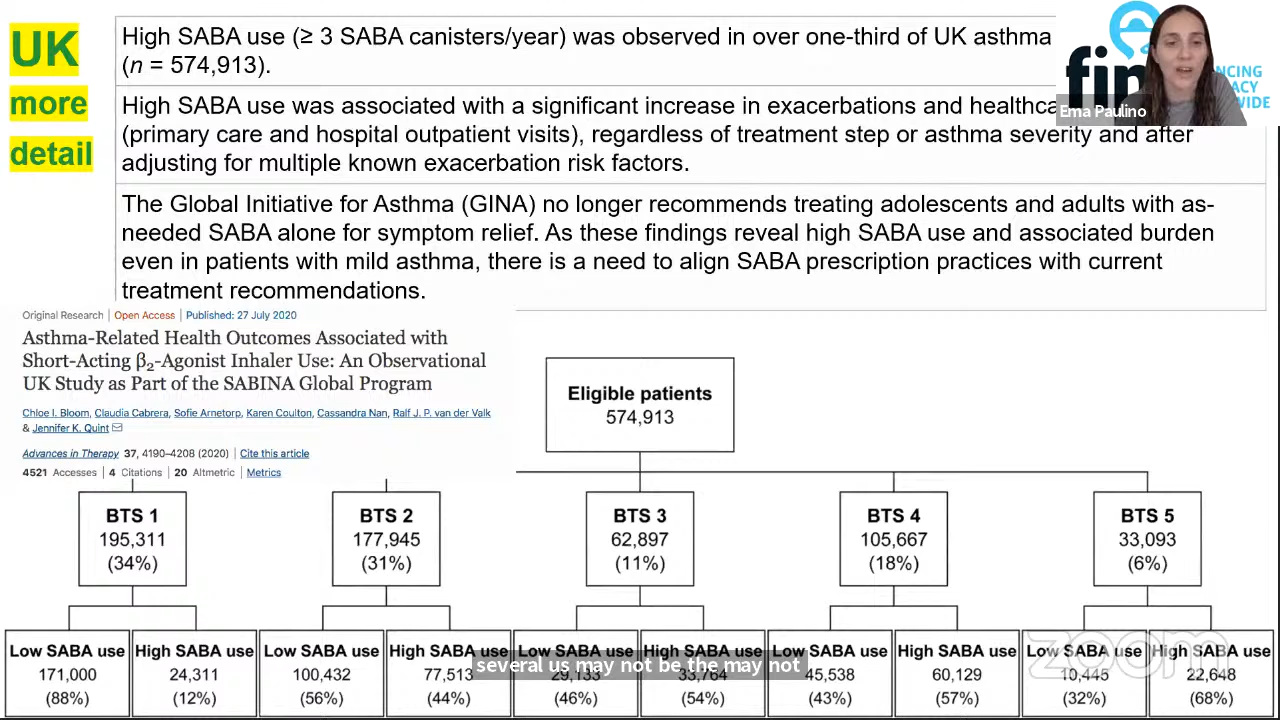 UK
more
detail
High SABA use (≥ 3 SABA canisters/year) was observed in over one-third of UK asthma
(n = 574,913).
High SABA use was associated with a significant increase in exacerbations and healthca
(primary care and hospital outpatient visits), regardless of treatment step or asthma severity and after
adjusting for multiple known exacerbation risk factors.
The Global Initiative for Asthma (GINA) no longer recommends treating adolescents and adults with as-
needed SABA alone for symptom relief. As these findings reveal high SABA use and associated burden
even in patients with mild asthma, there is a need to align SABA prescription practices with current
treatment recommendations.
fip
NCING
ACY
WIDE
Ema Paulino
Original Research | Open Access | Published: 27 July 2020
Asthma-Related Health Outcomes Associated with
Short-Acting β2-Agonist Inhaler Use: An Observational
UK Study as Part of the SABINA Global Program
Chloe I. Bloom, Claudia Cabrera, Sofie Arnetorp, Karen Coulton, Cassandra Nan, Ralf J. P. van der Valk
& Jennifer K. Quint
Advances in Therapy 37, 4190–4208 (2020) | Cite this article
4521 Accesses | 4 Citations | 20 Altmetric | Metrics
Eligible patients
574,913
BTS 1
195,311
(34%)
BTS 2
177,945
(31%)
BTS 3
62,897
(11%)
BTS 4
105,667
(18%)
BTS 5
33,093
(6%)
Low SABA use
171,000
(88%)
High SABA use
24,311
(12%)
Low SABA use
100,432
(56%)
High SABA use
77,513
(44%)
Low SABA use
29,133
(46%)
High SABA use
33,764
(54%)
Low SABA use
45,538
(43%)
High SABA use
60,129
(57%)
Low SABA use
10,445
(32%)
High SABA use
22,648
(68%)
several us may not be the may not
zoom